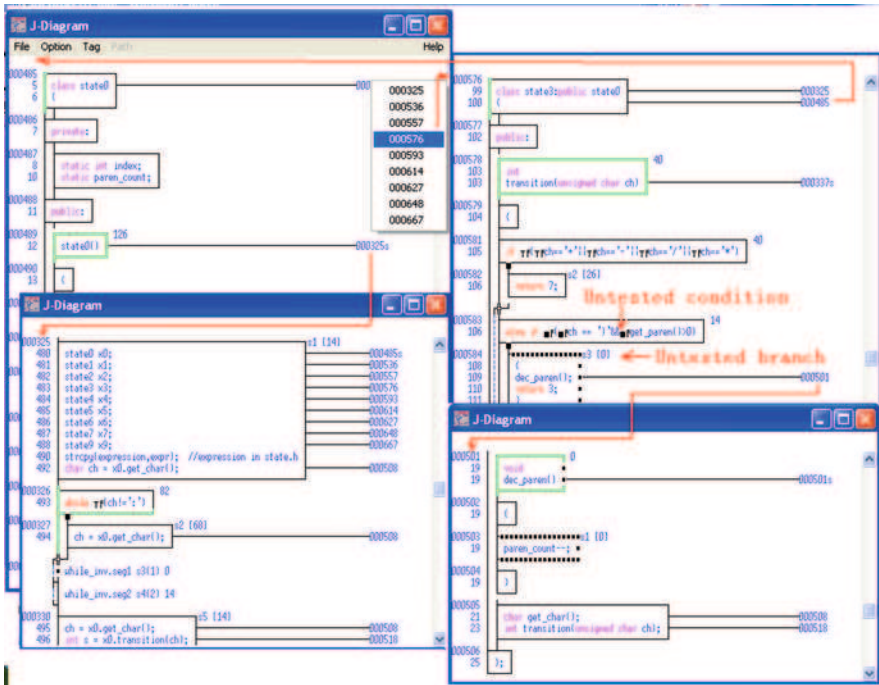 J-Diagram
File Option Tag Path Help
000485
5 class state0
6 {
000486
7 private:
000487
8 static int index;
10 static paren_count;
000488
11 public:
000489 126
12 state0() 000325s
000490
13 {
000325
000536
000557
000576
000593
000614
000627
000648
000667
000576
99 class state3:public state0 000325
100 { 000485
000577
102 public:
000578 40
103 int
103 transition(unsigned char ch) 000337s
000579
104 {
000581 40
105 if TF(TFch=='+'||TFch=='-'||TFch=='/'||TFch=='*')
000582 s2 [26]
106 return 7;
Untested condition
000583 14
106
000584 s3 [0]
Untested branch
108 {
109 dec_paren(); 000501
110 return 3;
111 }
J-Diagram
000325 s1 [14]
480 state0 x0; 000485s
481 state1 x1; 000536
482 state2 x2; 000557
483 state3 x3; 000576
484 state4 x4; 000593
485 state5 x5; 000614
486 state6 x6; 000627
487 state7 x7; 000648
488 state9 x9; 000667
490 strcpy(expression,expr); //expression in state.h
492 char ch = x0.get_char(); 000508
000326 82
493 while TF(ch!=';')
000327 s2 [68]
494 ch = x0.get_char(); 000508
while_inv.seg1 s3(1) 0
while_inv.seg2 s4(2) 14
000330 s5 [14]
495 ch = x0.get_char(); 000508
496 int s = x0.transition(ch); 000518
J-Diagram
000501 0
19 void
19 dec_paren() 000501s
000502
19 {
000503 s1 [0]
19 paren_count--;
000504
19 }
000505
21 char get_char(); 000508
23 int transition(unsigned char ch); 000518
000506
25 };